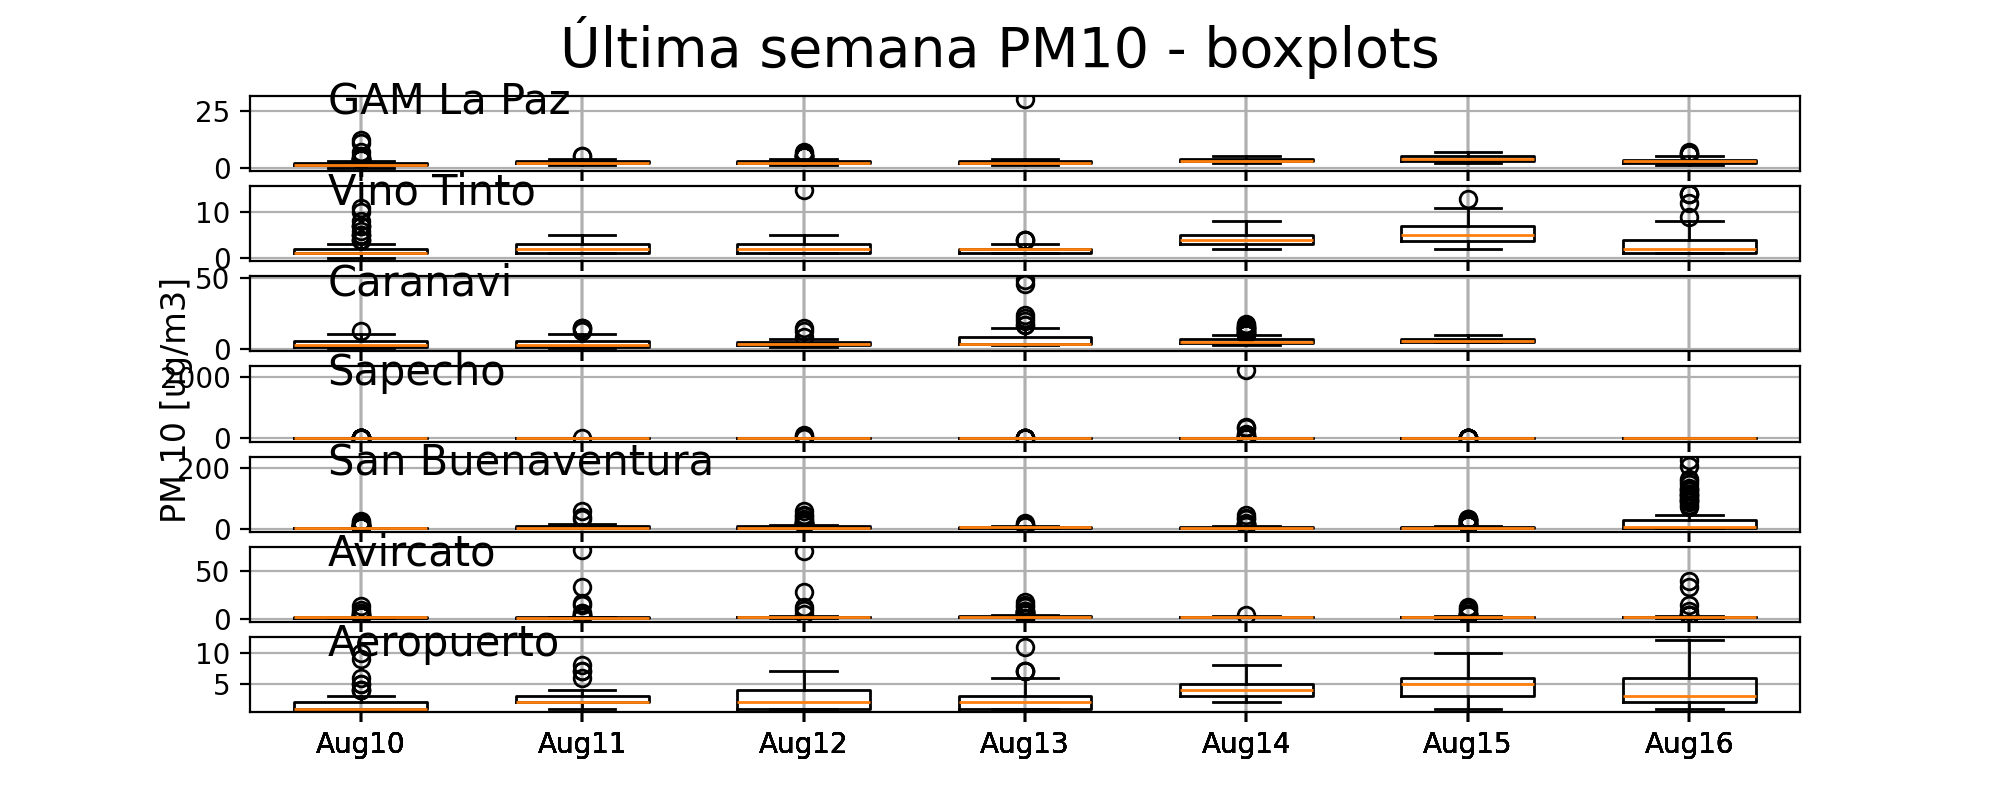 Última semana PM10 - boxplots
PM 10 [ug/m3]
GAM La Paz
25
0
Vino Tinto
10
0
Caranavi
50
0
Sapecho
2000
0
San Buenaventura
200
0
Avircato
50
0
Aeropuerto
10
5
Aug10 Aug11 Aug12 Aug13 Aug14 Aug15 Aug16